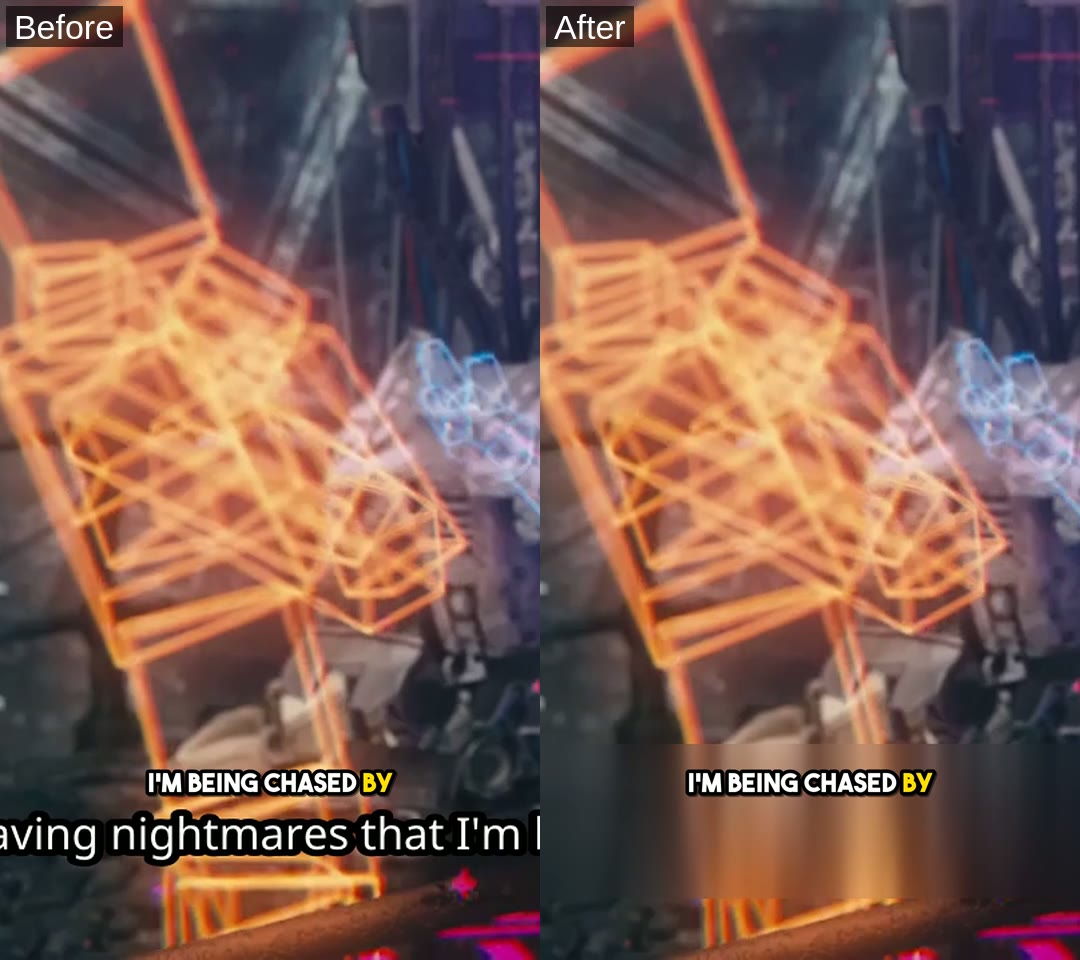 Before
After
I'M BEING CHASED BY
I'M BEING CHASED BY
aving nightmares that I'm